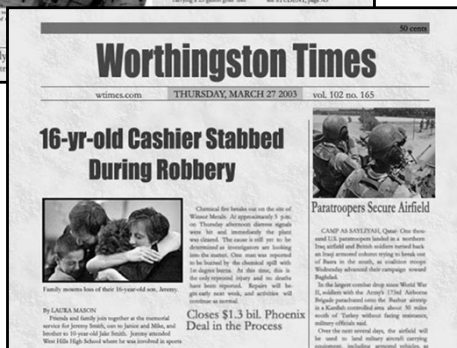 50 cents
Worthingston Times
wtimes.com THURSDAY, MARCH 27 2003 vol. 102 no. 165
16-yr-old Cashier Stabbed
During Robbery
Family mourns loss of their 16-year-old son, Jeremy.
By LAURA MASON
Friends and family join together at the memorial
service for Jeremy Smith, son to Janice and Mike, and
brother to 10-year-old Jake Smith. Jeremy attended
West Hills High School where he was involved in sports
Chemical fire breaks out on the site of
Winsor Metals. At approximately 5 p.m.
on Thursday afternoon distress signals
were hit and immediately the plant
was cleared. The cause is still yet to be
determined as investigators are looking
into the matter. One man was reported
to be burned by the chemical spill with
1st degree burns. At this time, this is
the only reported injury and no deaths
have been reported. Repairs will be
early next week, and activities will
continue as normal.
Closes $1.3 bil. Phoenix
Deal in the Process
Paratroopers Secure Airfield
CAMP AS SAYLIYAH, Qatar- One thou-
sand U.S. paratroopers landed in a northern
Iraq airfield and British soldiers turned back
an Iraqi armored column trying to break out
of Basra in the south, as coalition troops
Wednesday advanced their campaign toward
Baghdad.
In the largest combat drop since World War
II, soldiers with the Army's 173rd Airborne
Brigade parachuted onto the Bashur airstrip
in a Kurdish controlled area about 30 miles
south of Turkey without facing resistance,
military officials said.
Over the next several days, the airfield will
be used to land military aircraft carrying
equipment, including armored vehicles as